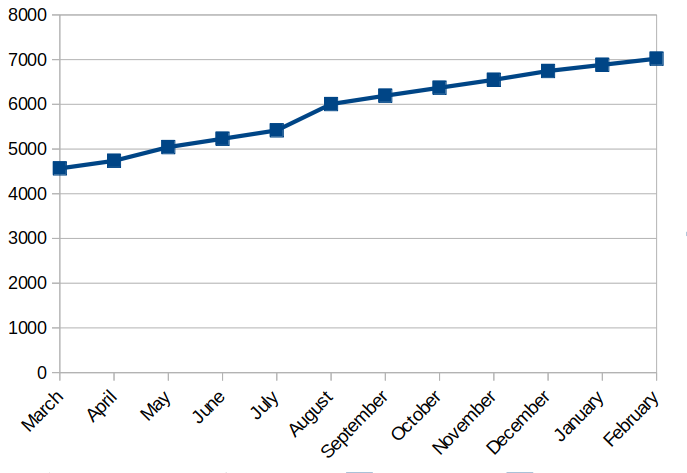 8000
7000
6000
5000
4000
3000
2000
1000
0
March
April
May
June
July
August
September
October
November
December
January
February